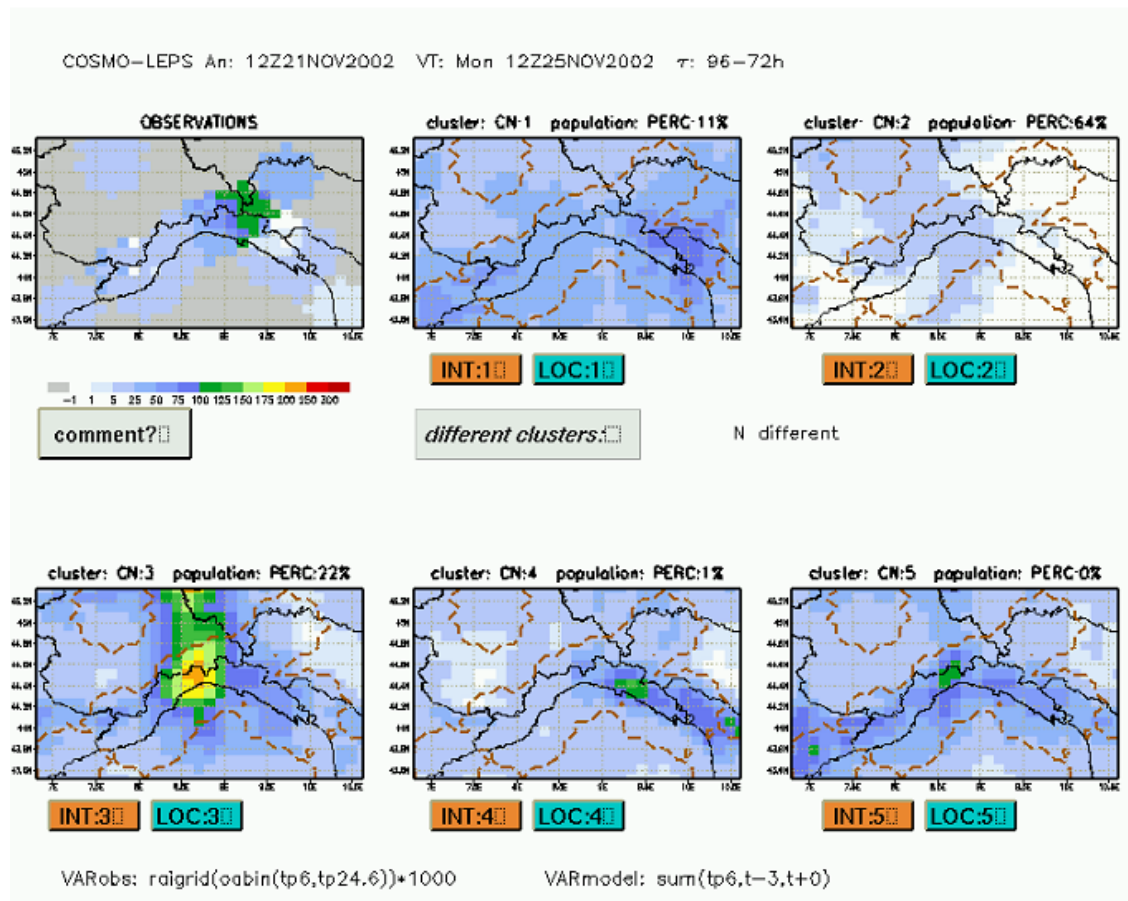 COSMO-LEPS An: 12Z21NOV2002 VT: Mon 12Z25NOV2002 τ: 96-72h
OBSERVATIONS
cluster: CN-1 population: PERC-11%
cluster- CN:2 population- PERC:64%
INT:1 LOC:1
INT:2 LOC:2
-1 1 5 25 50 75 100 125 150 175 200 250 300
comment?
different clusters:
N different
cluster: CN:3 population: PERC:22%
cluster: CN:4 population: PERC:1%
cluster: CN:5 population: PERC-0%
INT:3 LOC:3
INT:4 LOC:4
INT:5 LOC:5
VARobs: raigrid(oabin(tp6,tp24.6))*1000 VARmodel: sum(tp6,t-3,t+0)